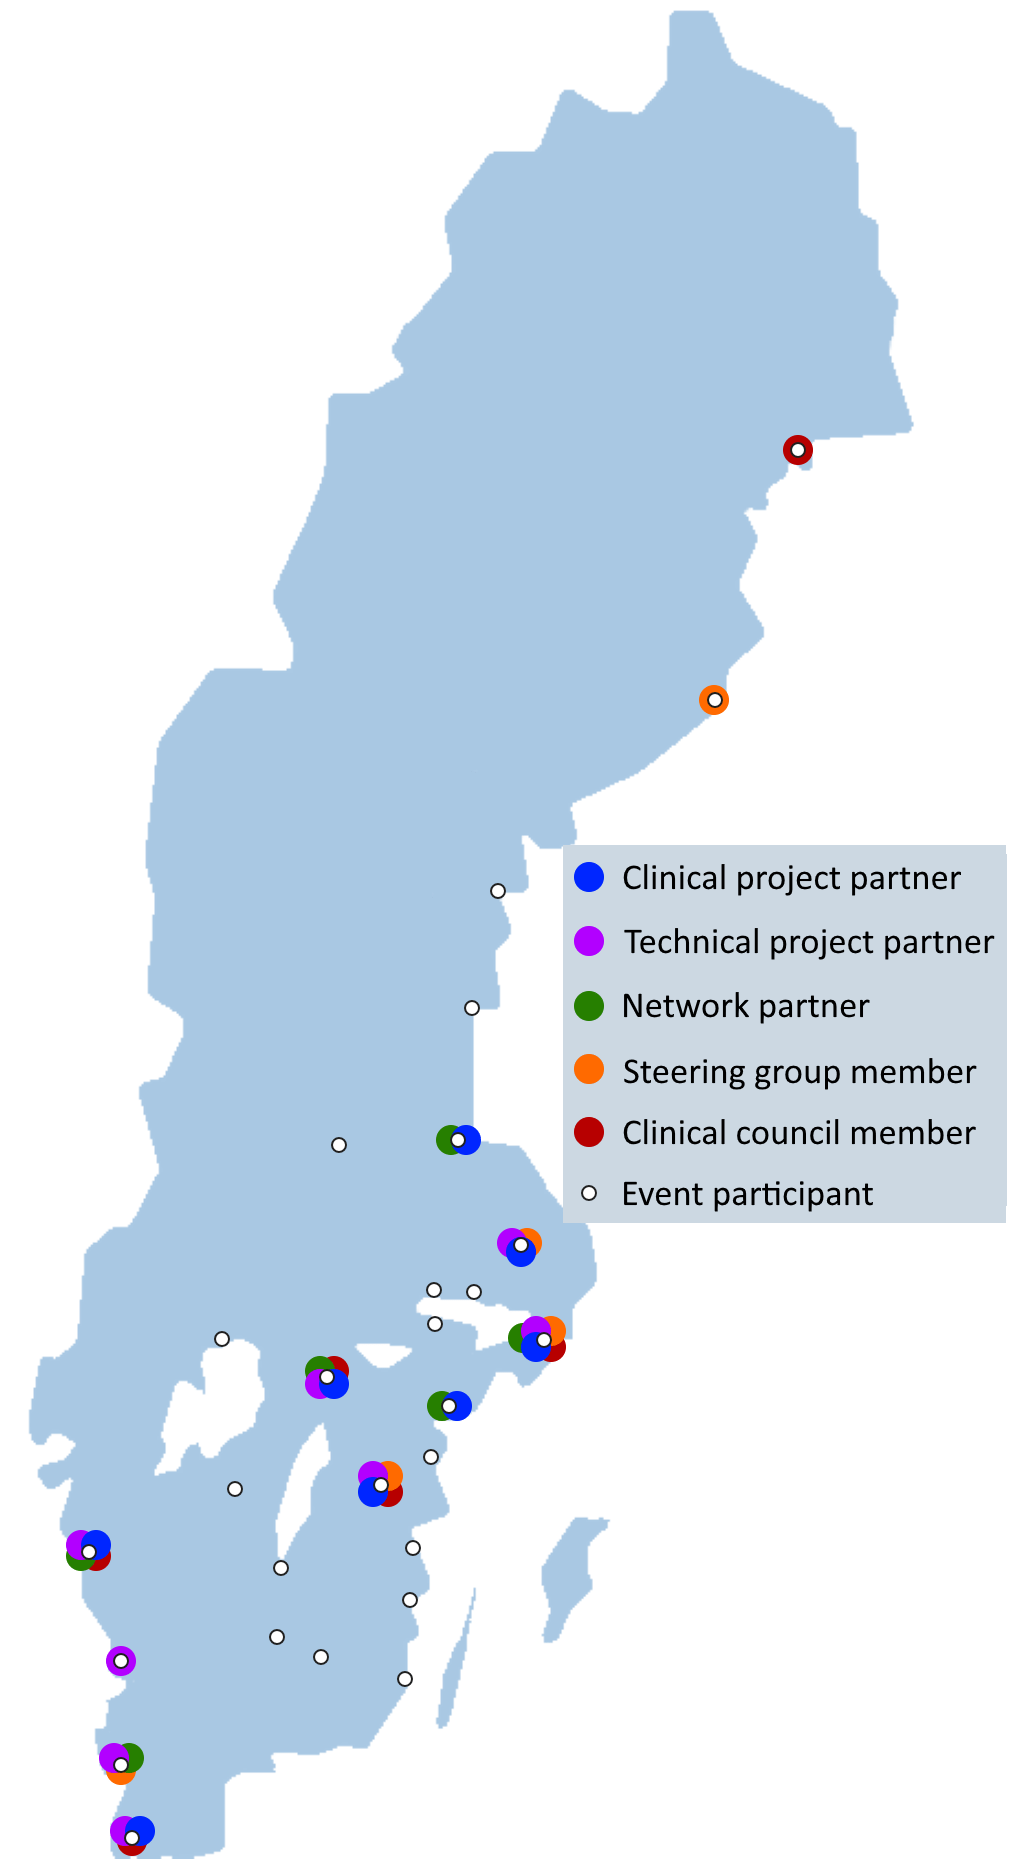 Clinical project partner
Technical project partner
Network partner
Steering group member
Clinical council member
Event participant